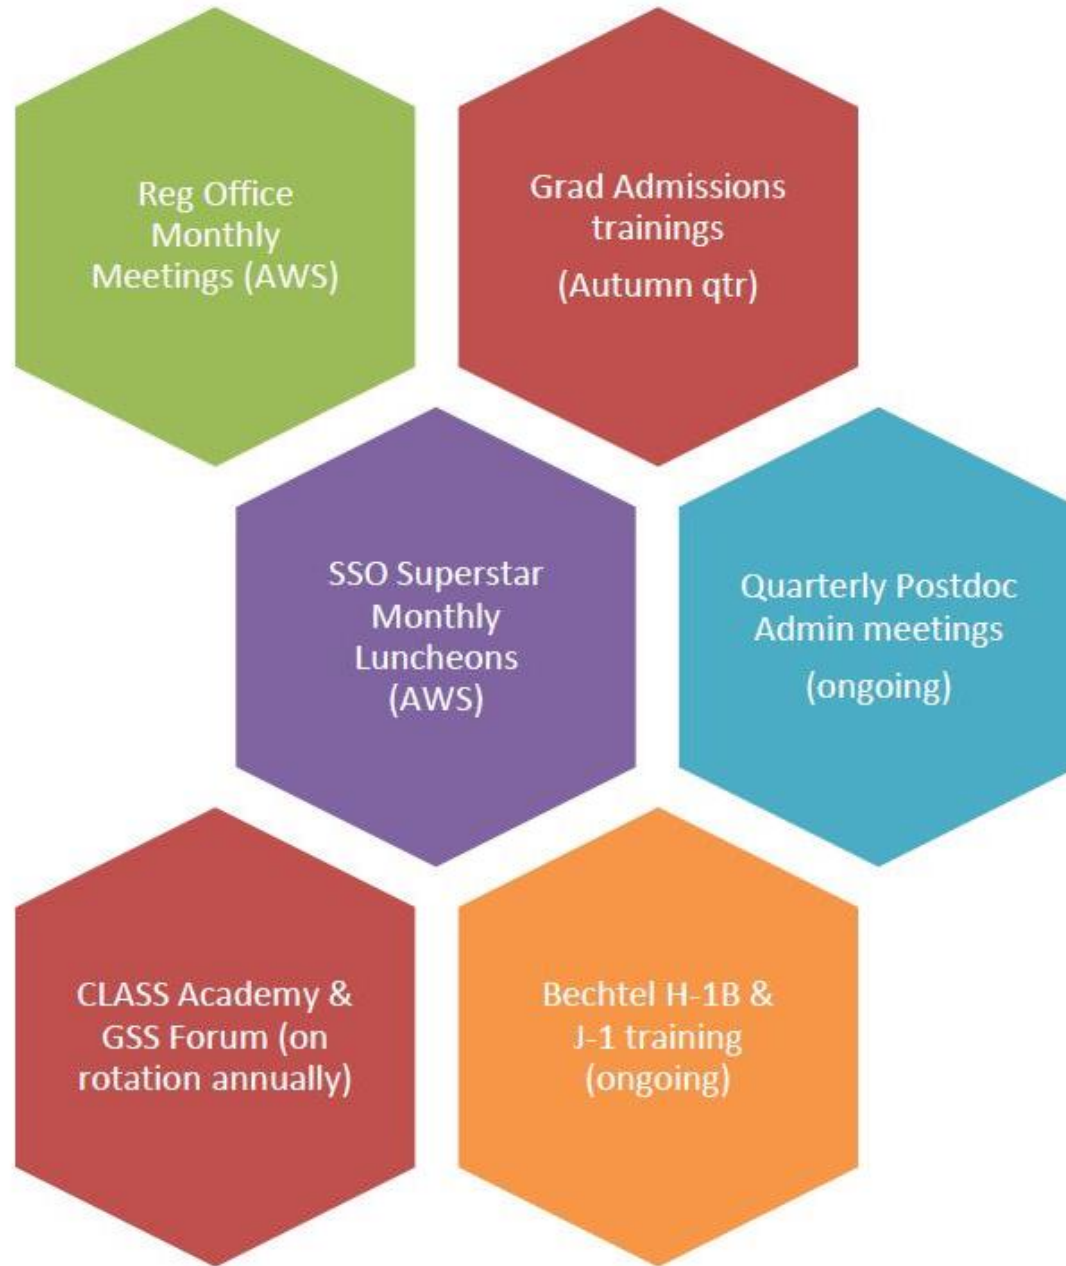 Reg Office
Monthly
Meetings (AWS)
Grad Admissions
trainings
(Autumn qtr)
SSO Superstar
Monthly
Luncheons
(AWS)
Quarterly Postdoc
Admin meetings
(ongoing)
CLASS Academy &
GSS Forum (on
rotation annually)
Bechtel H-1B &
J-1 training
(ongoing)